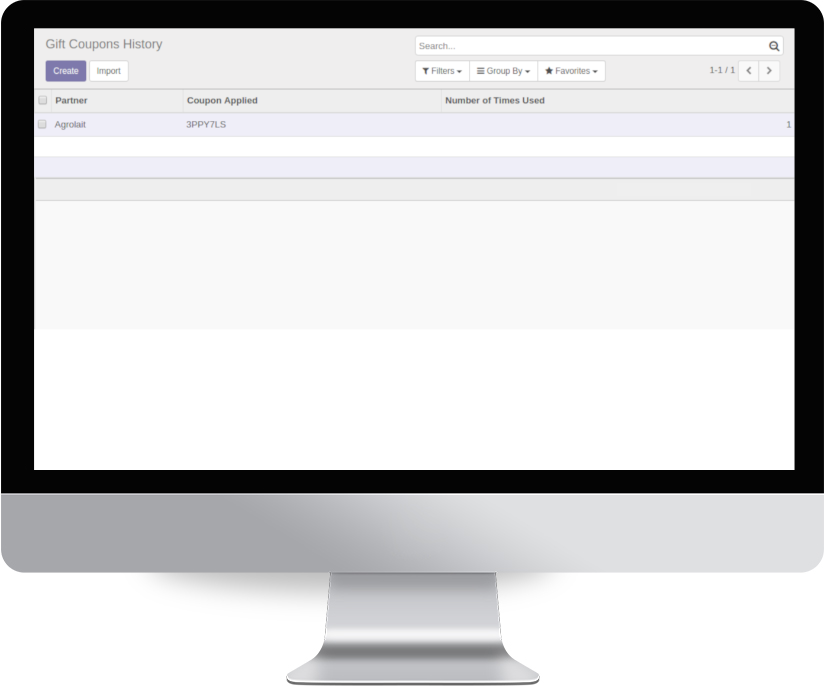 Gift Coupons History
Search...
Create Import
Filters Group By Favorites 1-1 / 1
Partner Coupon Applied Number of Times Used
Agrolait 3PPY7LS 1